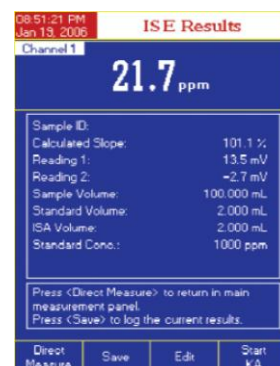 08:51:21 PM
Jan 19, 2006
ISE Results
Channel 1
21.7 ppm
Sample ID:
Calculated Slope: 101.1 %
Reading 1: 13.5 mV
Reading 2: -2.7 mV
Sample Volume: 100.000 mL
Standard Volume: 2.000 mL
ISA Volume: 2.000 mL
Standard Conc.: 1000 ppm
Press <Direct Measure> to return in main
measurement panel.
Press <Save> to log the current results.
Direct Measure
Save
Edit
Start KA